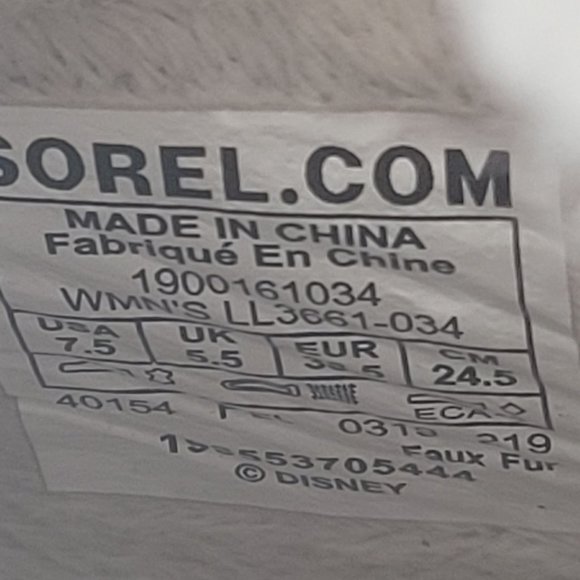 SOREL.COM
MADE IN CHINA
Fabriqué En Chine
1900161034
WMN'S LL3661-034
USA UK EUR CM
7.5 5.5 24.5
40154
Faux Fur
© DISNEY